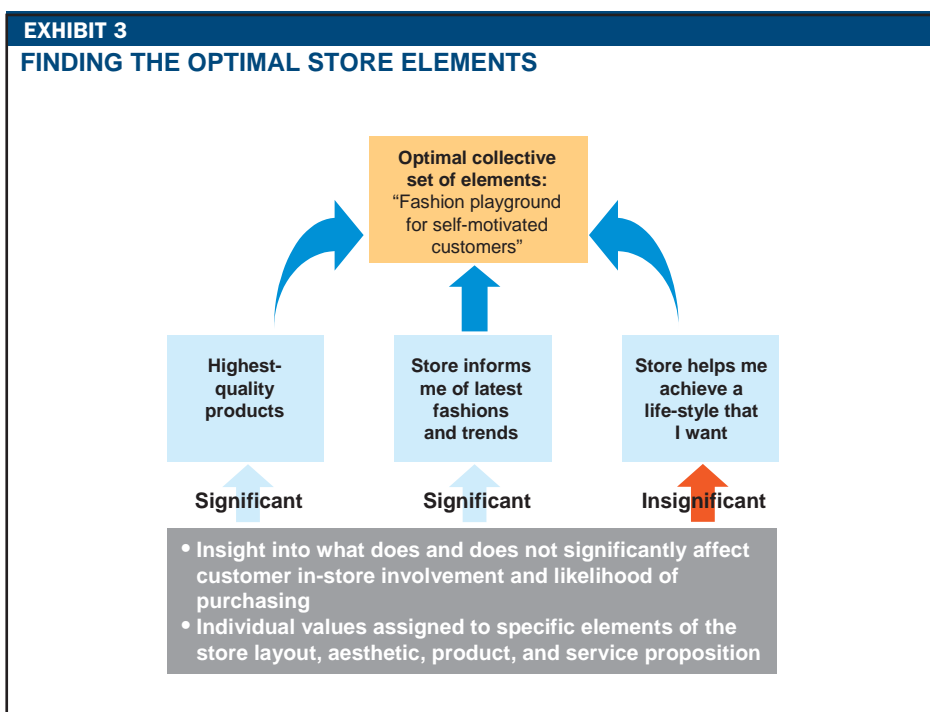 EXHIBIT 3
FINDING THE OPTIMAL STORE ELEMENTS
Optimal collective
set of elements:
“Fashion playground
for self-motivated
customers”
Highest-
quality
products
Store informs
me of latest
fashions
and trends
Store helps me
achieve a
life-style that
I want
Significant
Significant
Insignificant
• Insight into what does and does not significantly affect
customer in-store involvement and likelihood of
purchasing
• Individual values assigned to specific elements of the
store layout, aesthetic, product, and service proposition